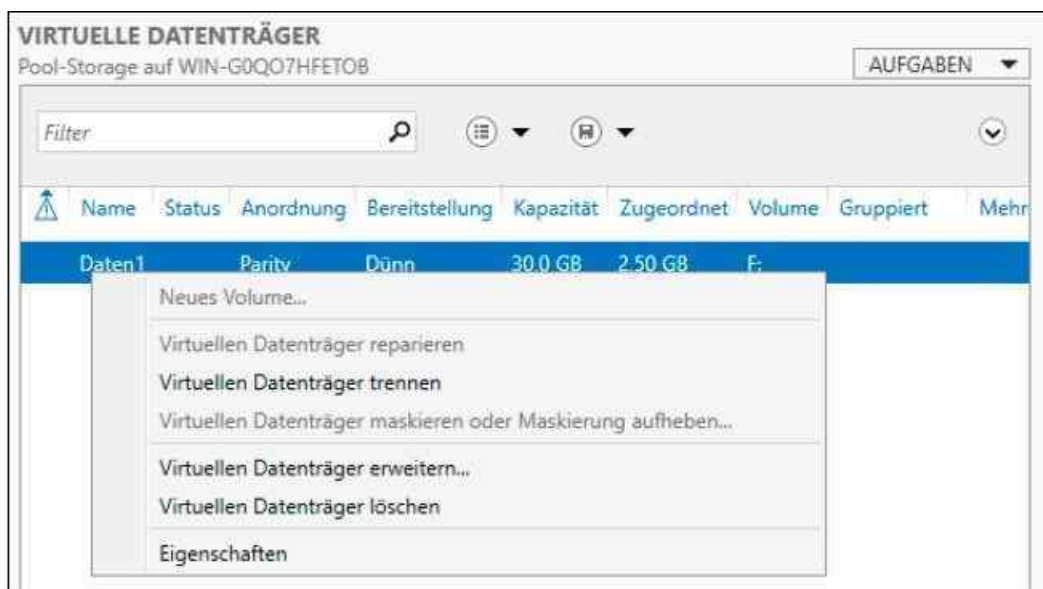 VIRTUELLE DATENTRÄGER
Pool-Storage auf WIN-G0QO7HFETOB
AUFGABEN
Filter
Name Status Anordnung Bereitstellung Kapazität Zugeordnet Volume Gruppiert Mehr
Daten1 Parity Dünn 30.0 GB 2.50 GB F:
Neues Volume...
Virtuellen Datenträger reparieren
Virtuellen Datenträger trennen
Virtuellen Datenträger maskieren oder Maskierung aufheben...
Virtuellen Datenträger erweitern...
Virtuellen Datenträger löschen
Eigenschaften